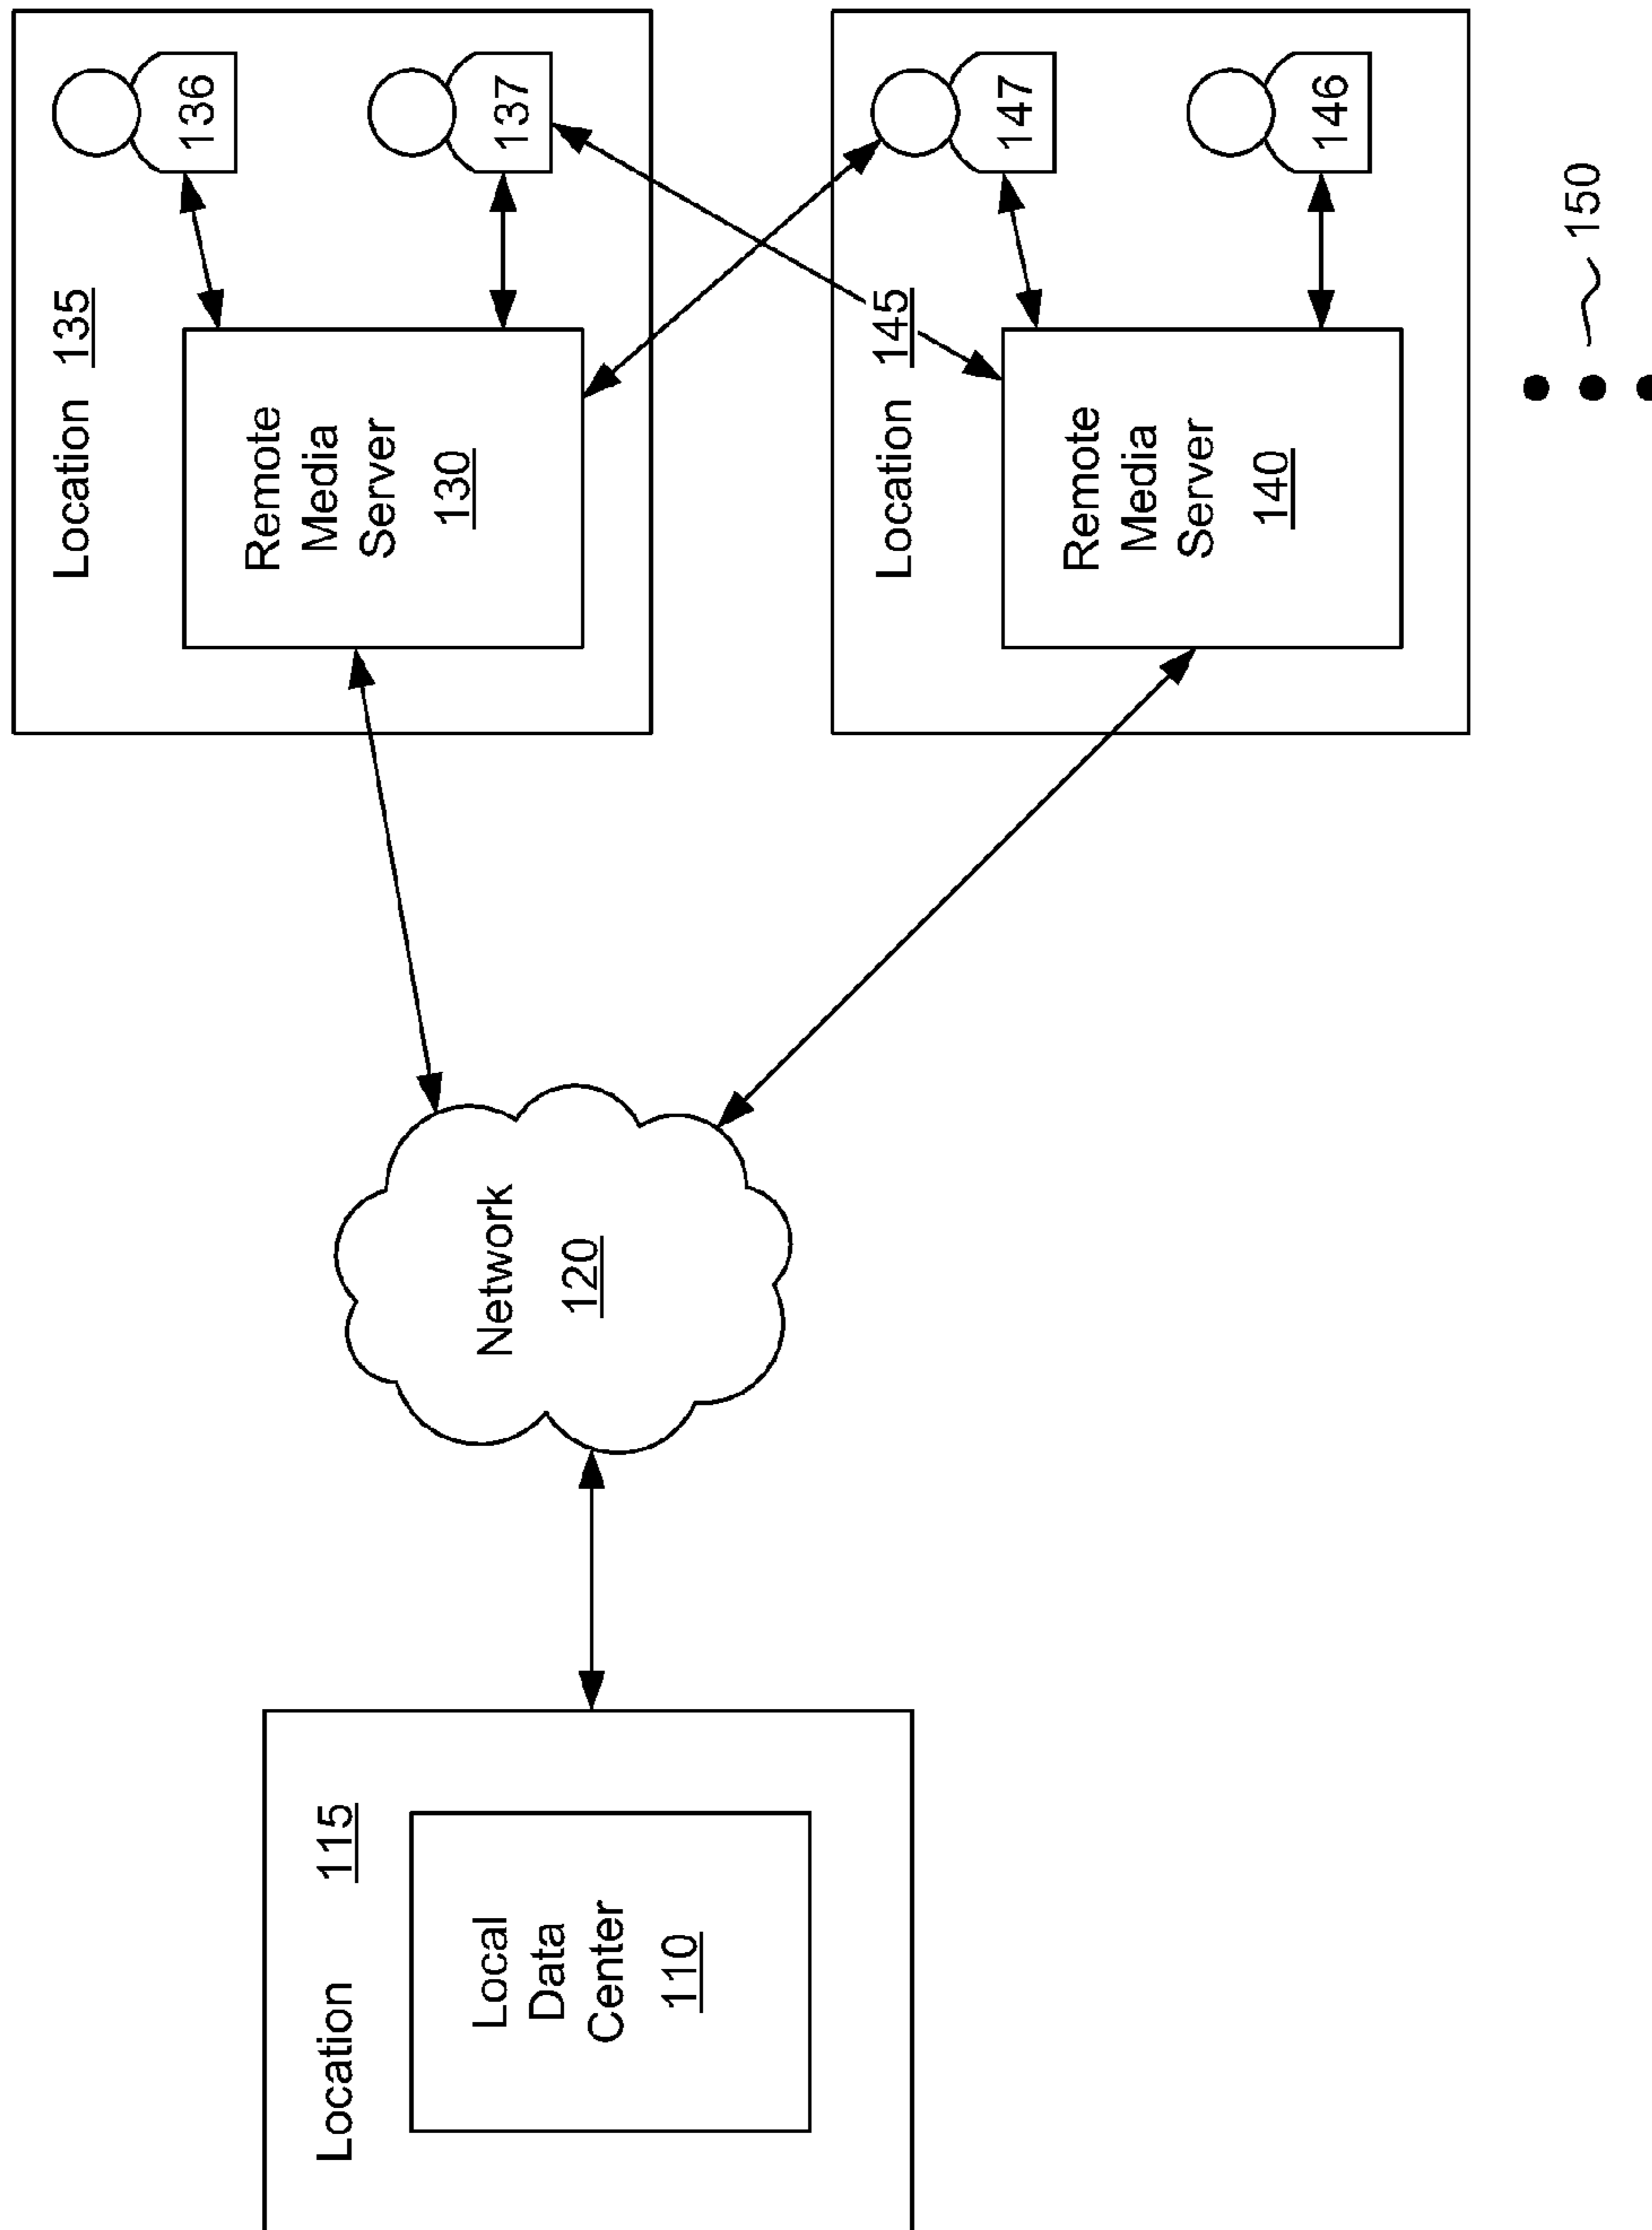 Location 115
Local
Data
Center
110
Network
120
Location 135
Remote
Media
Server
130
136
137
Location 145
Remote
Media
Server
140
147
146
150